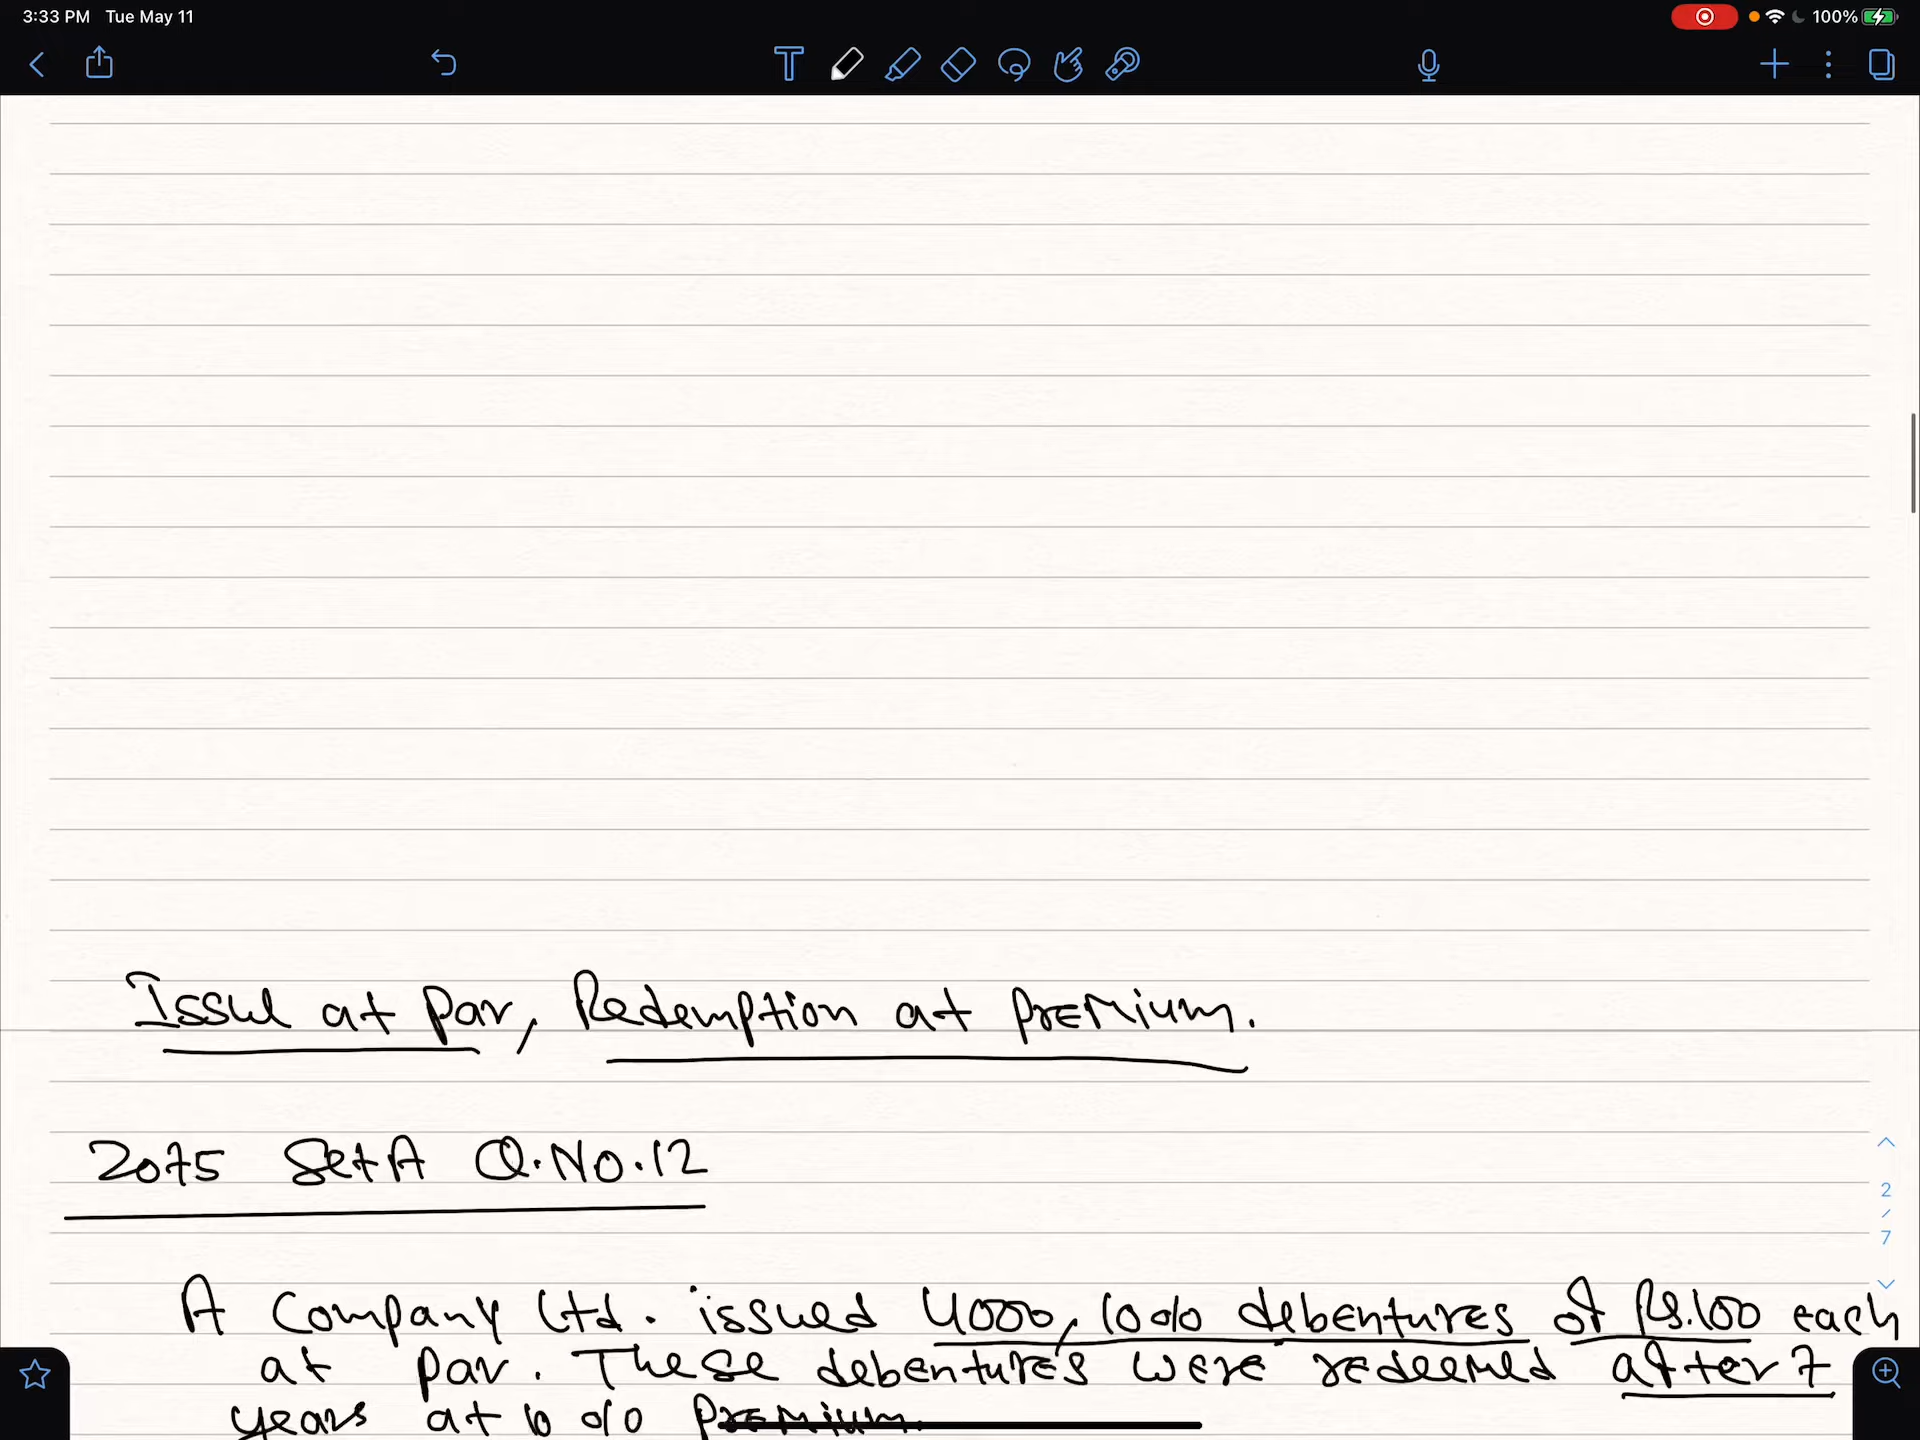 3:33 PM Tue May 11
100%
Issue at par, Redemption at premium.
2075 Set A Q.No.12
2
7
A Company Ltd. issued 4000, 10% debentures of Rs.100 each
at par. These debentures were redeemed after 7
years at 10% premium.